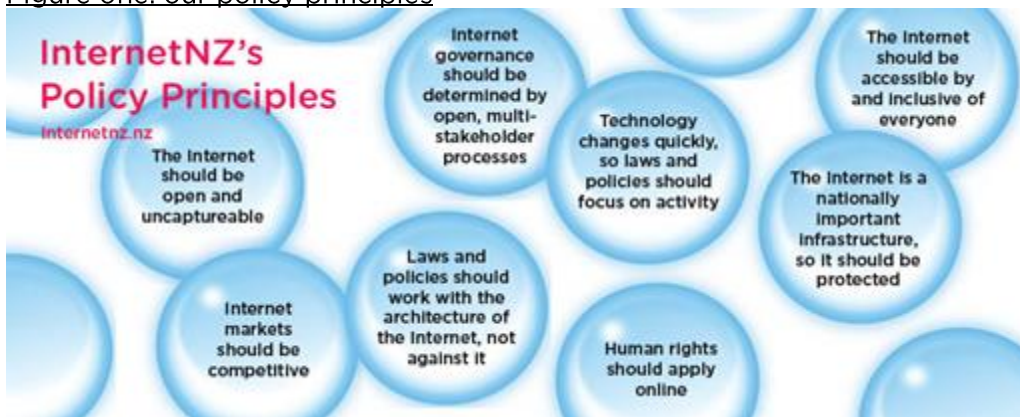 Figure one: our policy principles
InternetNZ's
Policy Principles
internetnz.nz
The Internet
should be
open and
uncaptureable
Internet
governance
should be
determined by
open, multi-
stakeholder
processes
Technology
changes quickly,
so laws and
policies should
focus on activity
The Internet
should be
accessible by
and inclusive of
everyone
The Internet is a
nationally
important
infrastructure,
so it should be
protected
Internet
markets
should be
competitive
Laws and
policies should
work with the
architecture of
the Internet, not
against it
Human rights
should apply
online